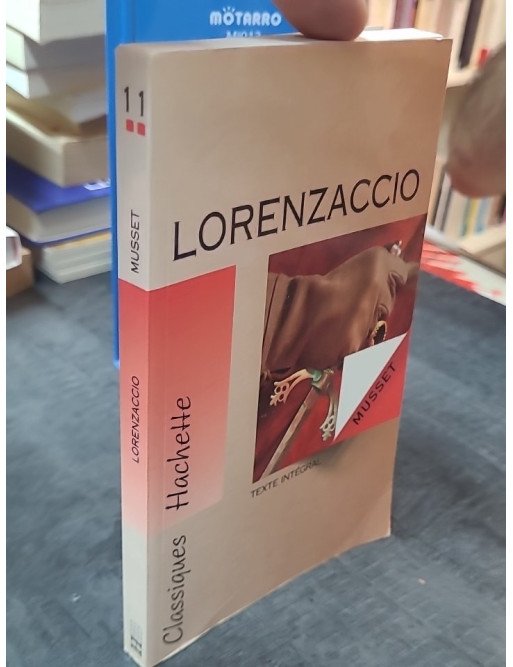 MOTARRO
11
MUSSET
LORENZACCIO
LORENZACCIO
MUSSET
TEXTE INTÉGRAL
Classiques Hachette
H